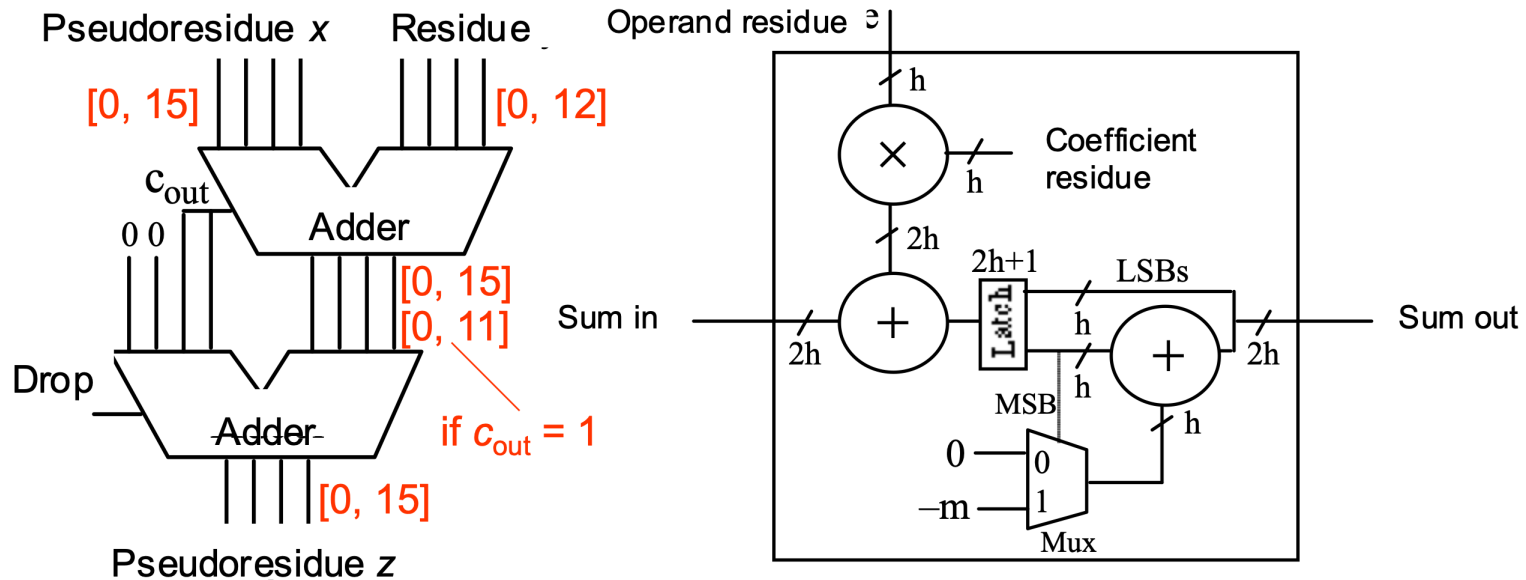 Pseudoresidue x
Residue
[0, 15]
[0, 12]
c_out
0 0
Adder
[0, 15]
[0, 11]
Drop
Adder
if c_out = 1
[0, 15]
Pseudoresidue z
Operand residue
h
×
h
Coefficient
residue
2h
2h+1
LSBs
Sum in
2h
+
Latch
h
h
+
2h
Sum out
MSB
h
0
0
–m
1
Mux